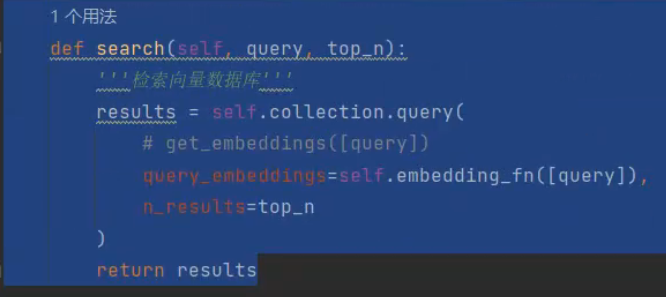 1 个用法
def search(self, query, top_n):
'''检索向量数据库'''
results = self.collection.query(
# get_embeddings([query])
query_embeddings=self.embedding_fn([query]),
n_results=top_n
)
return results